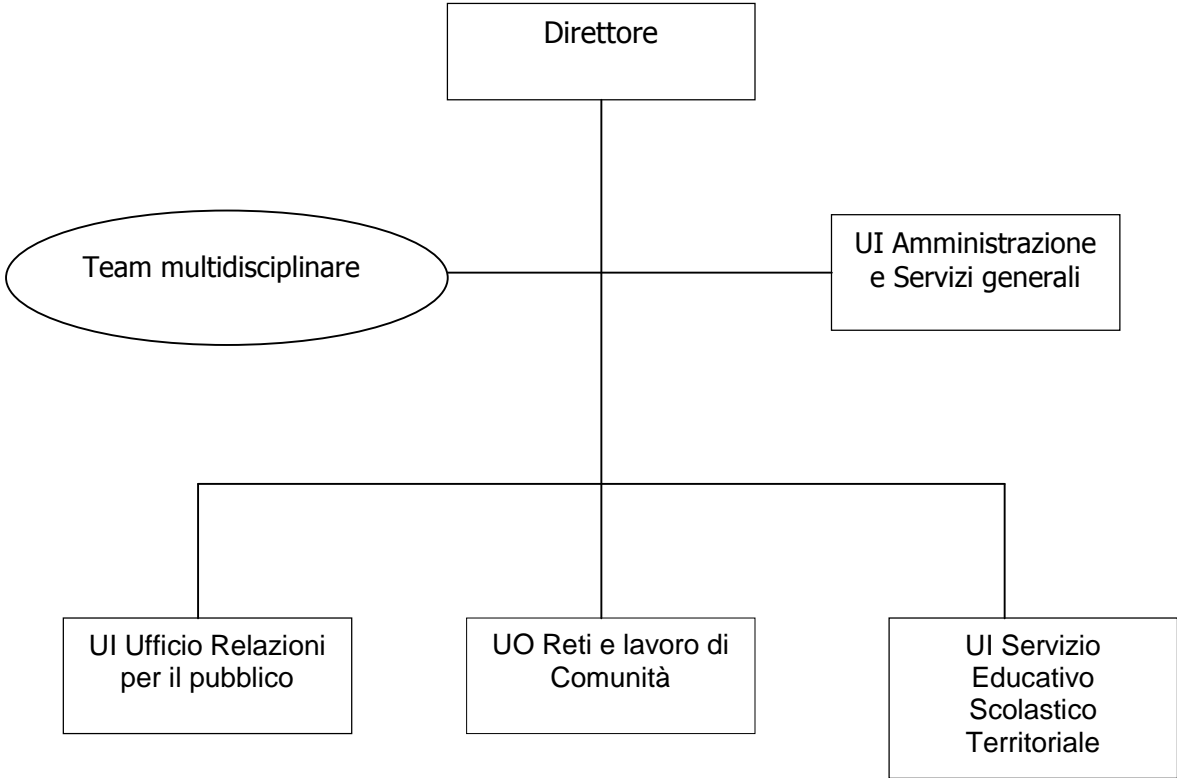 Direttore
Team multidisciplinare
UI Amministrazione
e Servizi generali
UI Ufficio Relazioni
per il pubblico
UO Reti e lavoro di
Comunità
UI Servizio
Educativo
Scolastico
Territoriale